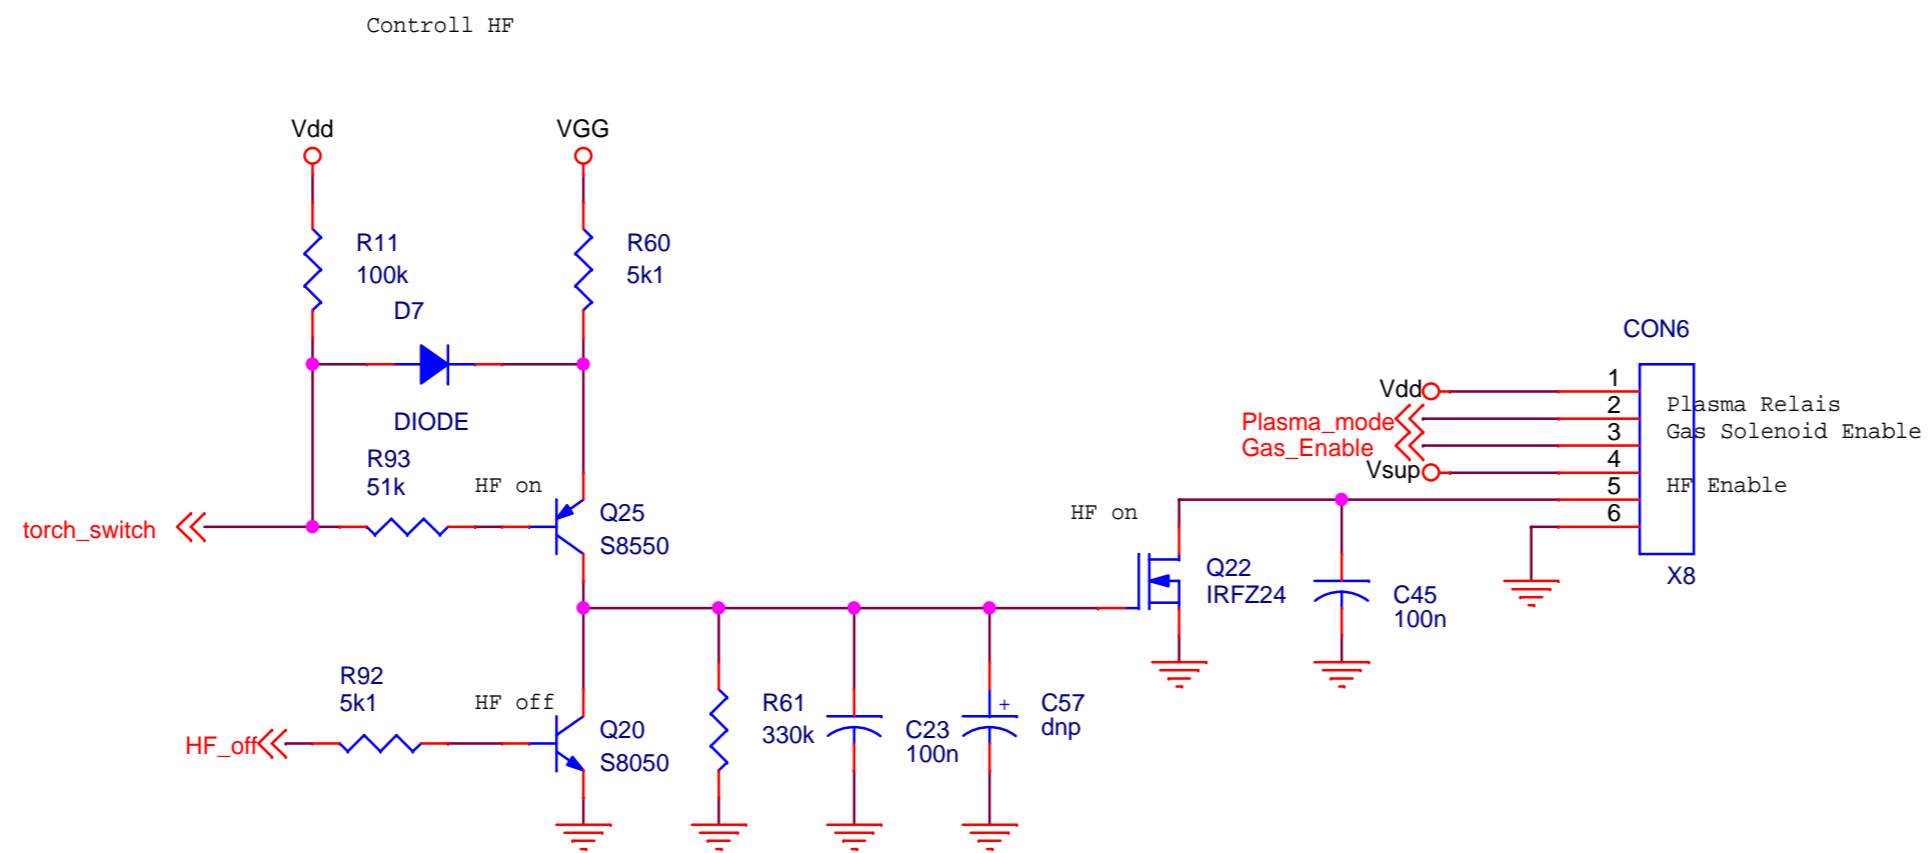 Controll HF
Vdd
VGG
R11
100k
R60
5k1
D7
DIODE
R93
51k
HF on
torch_switch
Q25
S8550
R92
5k1
HF off
HF_off
Q20
S8050
R61
330k
C23
100n
+
C57
dnp
HF on
Q22
IRFZ24
C45
100n
CON6
Vdd
1
Plasma_mode
2
Plasma Relais
Gas_Enable
3
Gas Solenoid Enable
Vsup
4
5
HF Enable
6
X8